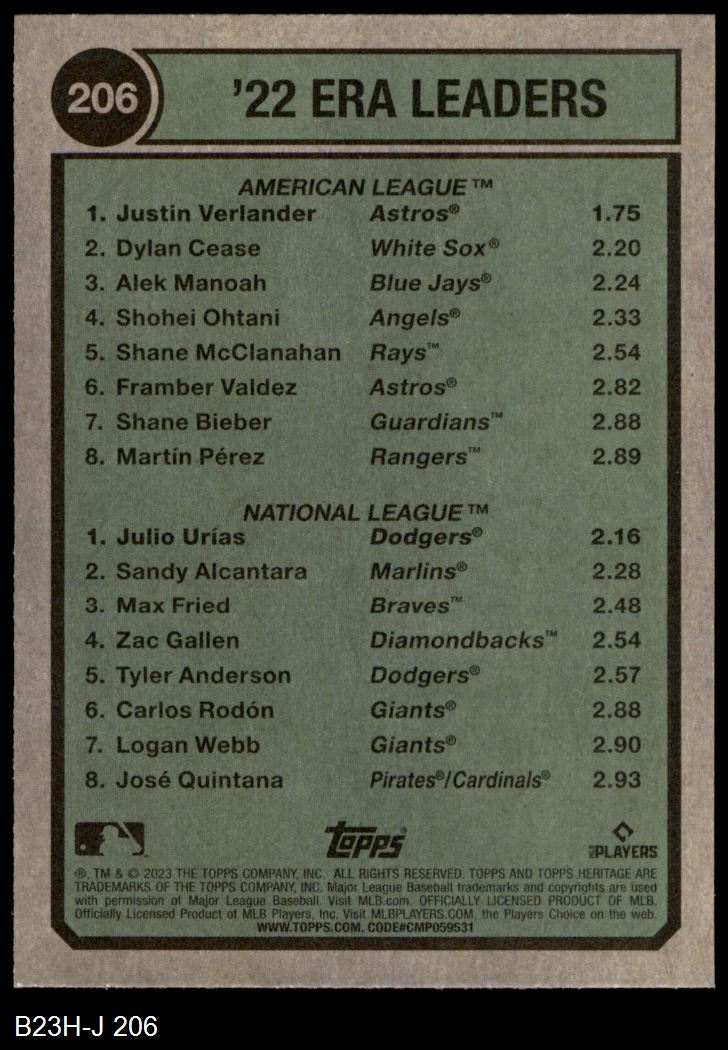 206
'22 ERA LEADERS
AMERICAN LEAGUE™
1. Justin Verlander Astros® 1.75
2. Dylan Cease White Sox® 2.20
3. Alek Manoah Blue Jays® 2.24
4. Shohei Ohtani Angels® 2.33
5. Shane McClanahan Rays™ 2.54
6. Framber Valdez Astros® 2.82
7. Shane Bieber Guardians™ 2.88
8. Martín Pérez Rangers™ 2.89
NATIONAL LEAGUE™
1. Julio Urías Dodgers® 2.16
2. Sandy Alcantara Marlins® 2.28
3. Max Fried Braves™ 2.48
4. Zac Gallen Diamondbacks™ 2.54
5. Tyler Anderson Dodgers® 2.57
6. Carlos Rodón Giants® 2.88
7. Logan Webb Giants® 2.90
8. José Quintana Pirates®/Cardinals® 2.93
topps®
PLAYERS
®, TM & © 2023 THE TOPPS COMPANY, INC. ALL RIGHTS RESERVED. TOPPS AND TOPPS HERITAGE ARE
TRADEMARKS OF THE TOPPS COMPANY, INC. Major League Baseball trademarks and copyrights are used
with permission of Major League Baseball. Visit MLB.com. OFFICIALLY LICENSED PRODUCT OF MLB.
Officially Licensed Product of MLB Players, Inc. Visit MLBPLAYERS.COM, the Players Choice on the web.
WWW.TOPPS.COM. CODE#CMP059531
B23H-J 206